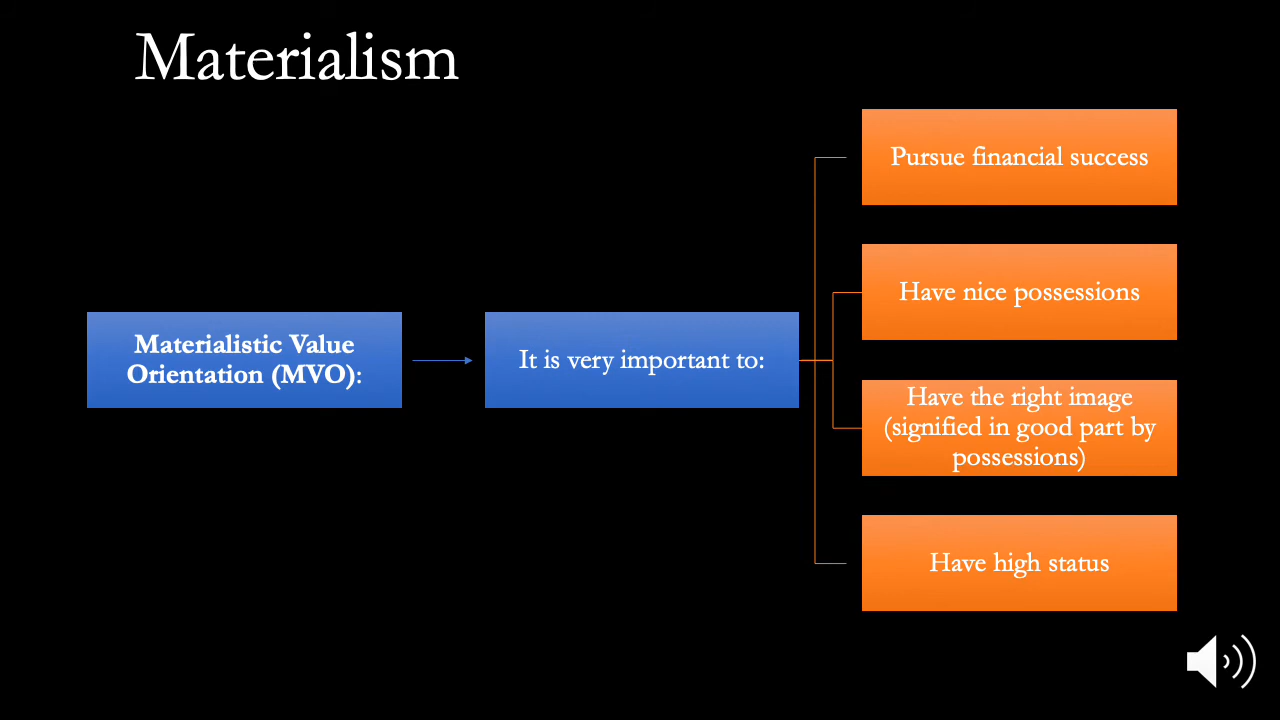 Materialism
Materialistic Value
Orientation (MVO):
It is very important to:
Pursue financial success
Have nice possessions
Have the right image
(signified in good part by
possessions)
Have high status